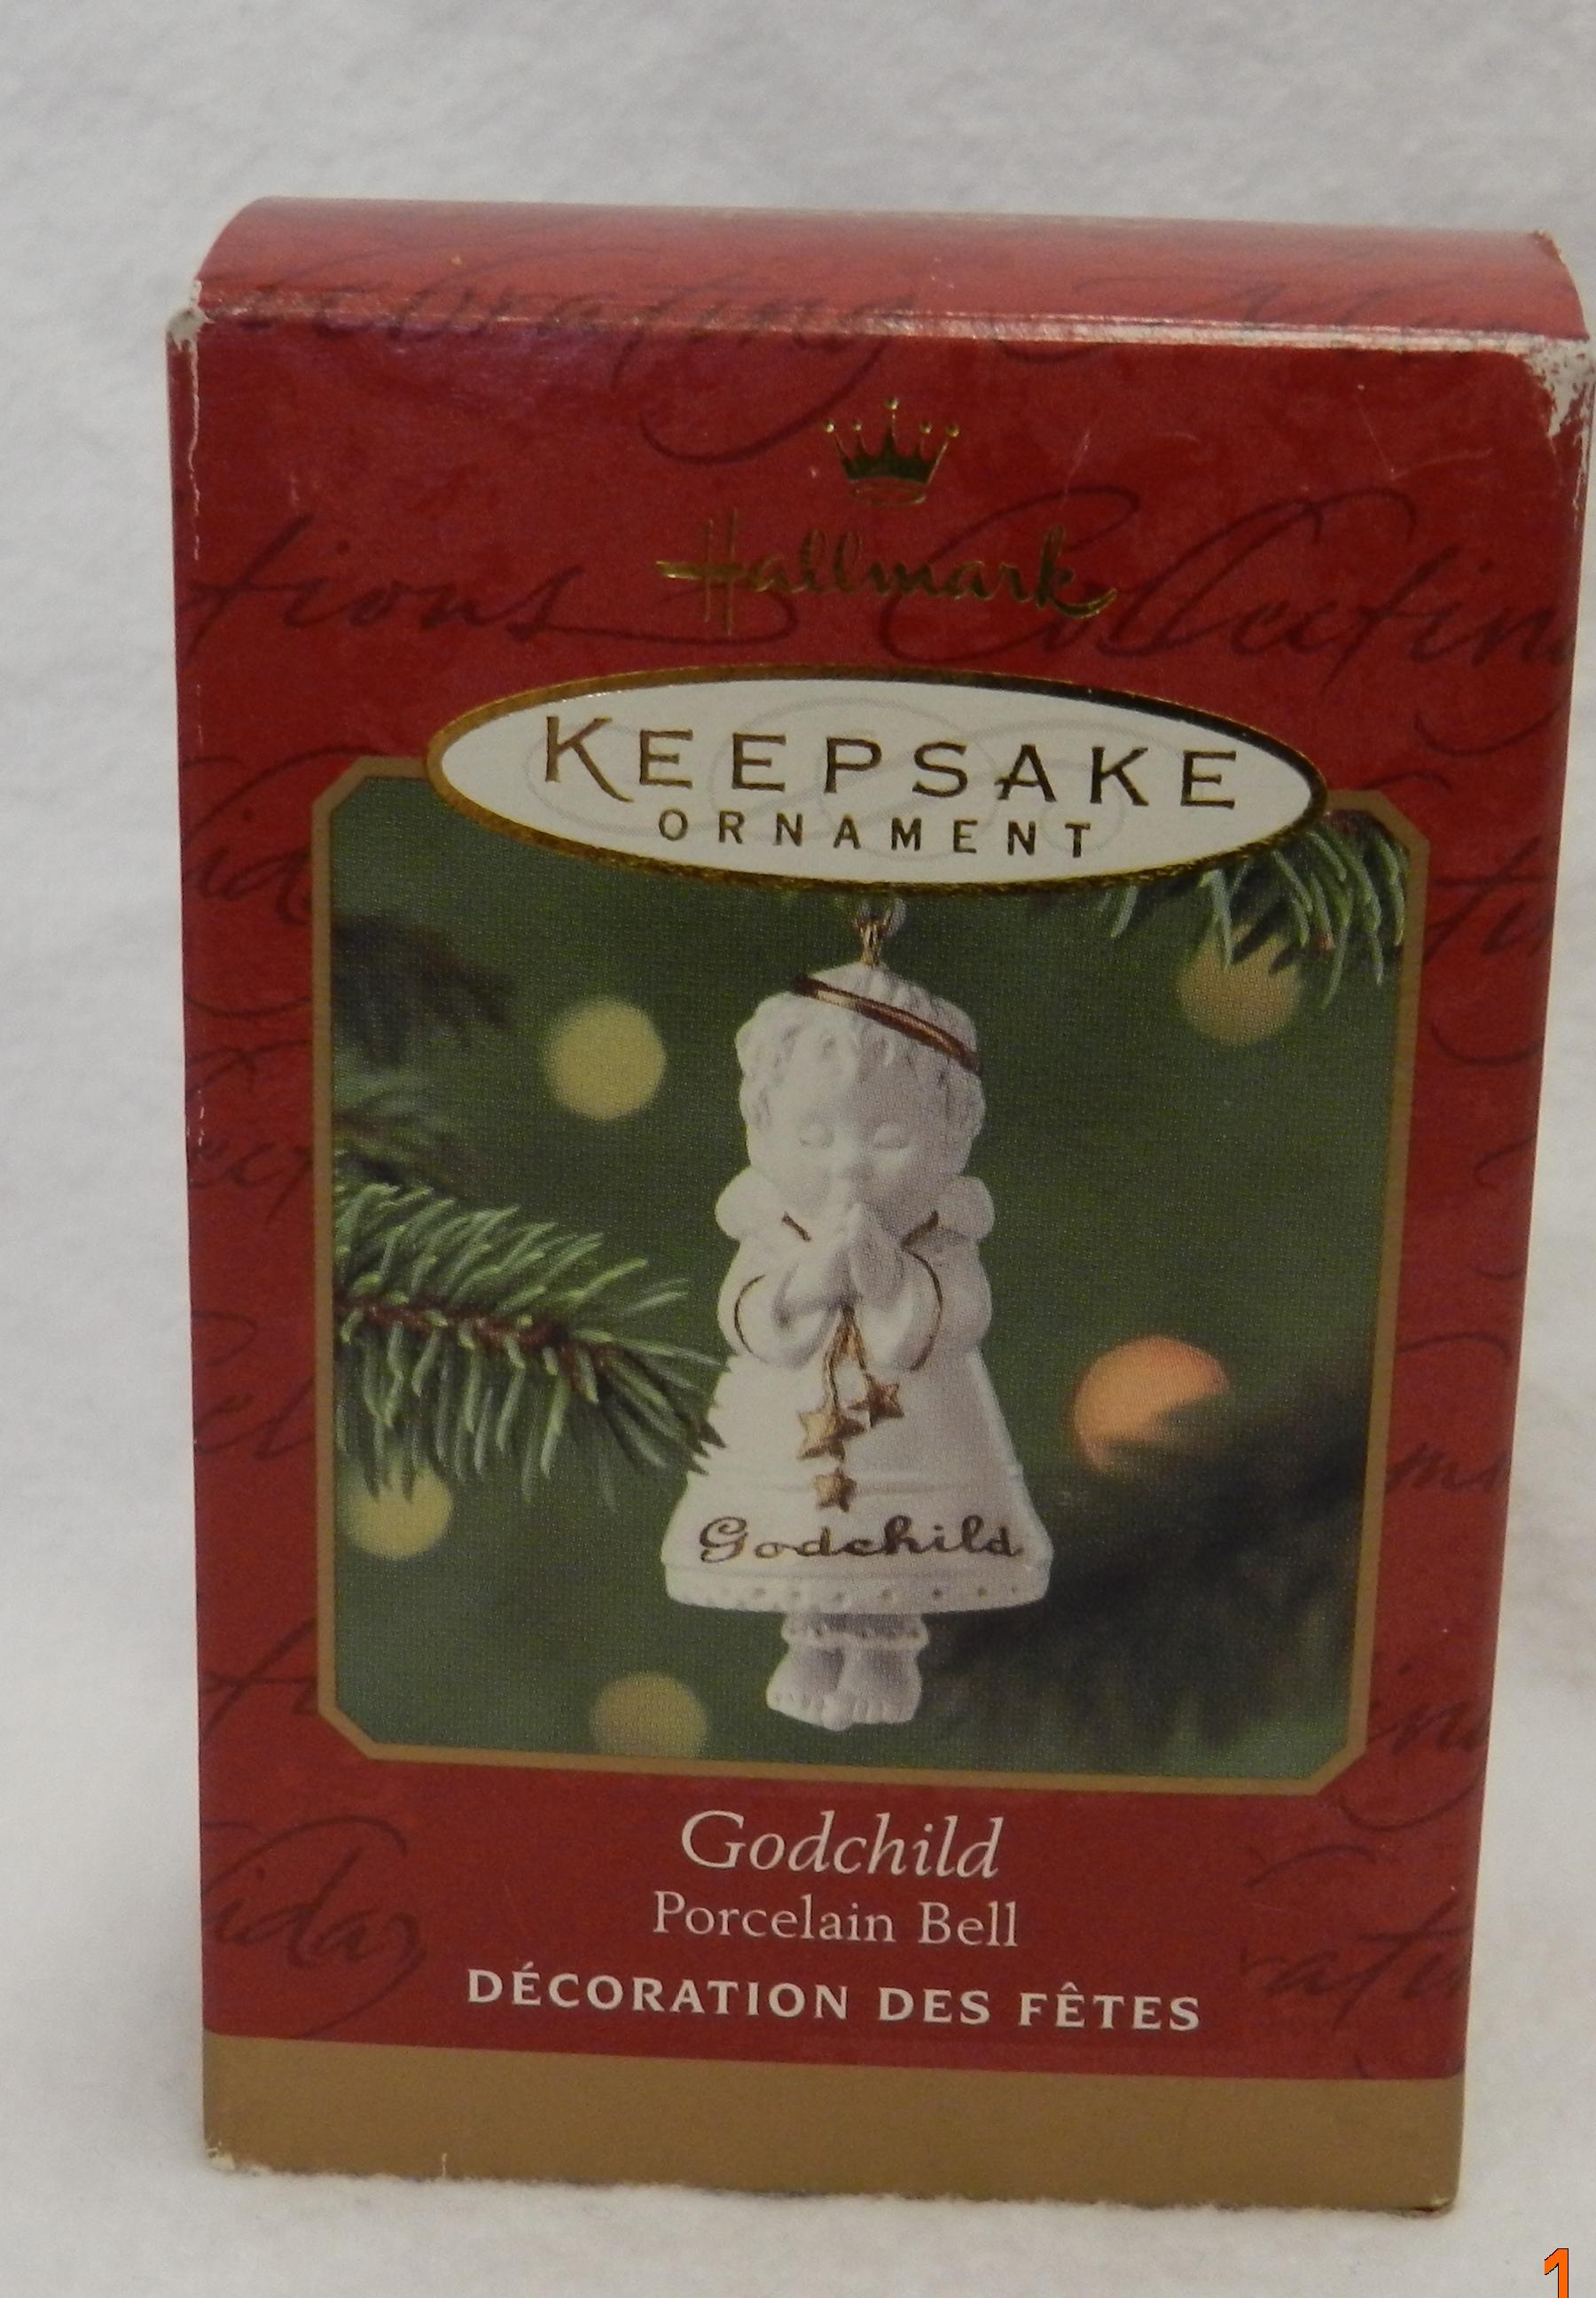 Hallmark
KEEPSAKE
ORNAMENT
Godchild
Godchild
Porcelain Bell
DÉCORATION DES FÊTES
1